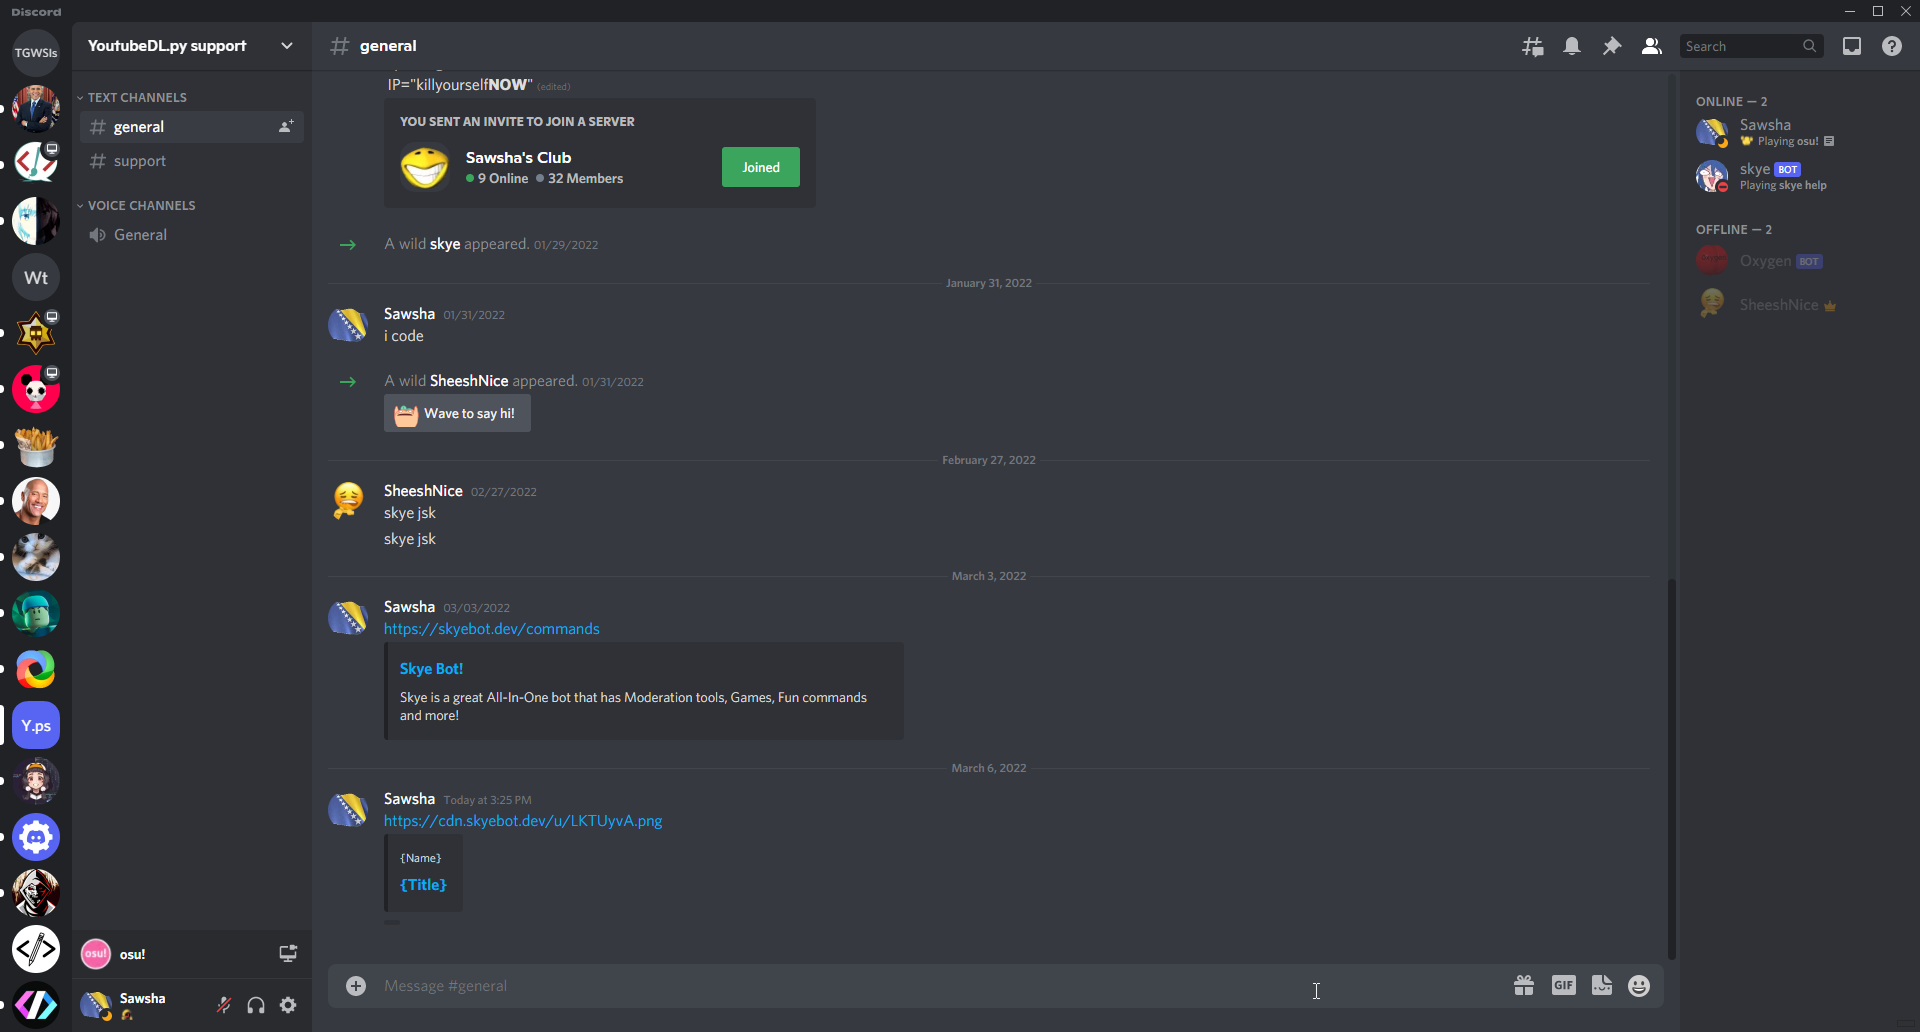 Discord
TGWSIs
Wt
Y.ps
YoutubeDL.py support
TEXT CHANNELS
general
support
VOICE CHANNELS
General
osu!
osu!
Sawsha
general
Search
IP="killyourselfNOW" (edited)
YOU SENT AN INVITE TO JOIN A SERVER
Sawsha's Club
9 Online 32 Members
Joined
A wild skye appeared. 01/29/2022
January 31, 2022
Sawsha 01/31/2022
i code
A wild SheeshNice appeared. 01/31/2022
Wave to say hi!
February 27, 2022
SheeshNice 02/27/2022
skye jsk
skye jsk
March 3, 2022
Sawsha 03/03/2022
https://skyebot.dev/commands
Skye Bot!
Skye is a great All-In-One bot that has Moderation tools, Games, Fun commands
and more!
March 6, 2022
Sawsha Today at 3:25 PM
https://cdn.skyebot.dev/u/LKTUyvA.png
{Name}
{Title}
Message #general
GIF
ONLINE — 2
Sawsha
Playing osu!
skye BOT
Playing skye help
OFFLINE — 2
Oxygen BOT
SheeshNice